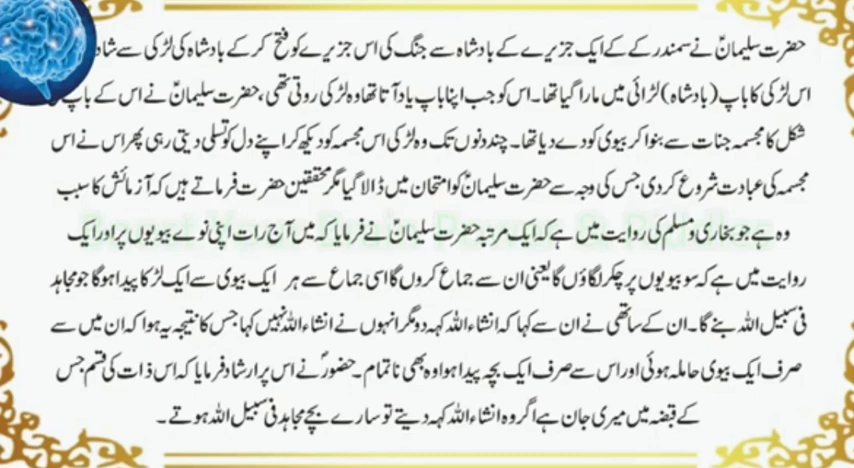 حضرت سلیمانؑ نے سمندر کے کے ایک جزیرے کے بادشاہ سے جنگ کی اس جزیرے کو فتح کر کے بادشاہ کی لڑکی سے
اس لڑکی کا باپ (بادشاہ) لڑائی میں مارا گیا تھا۔ اس کو جب اپنا باپ یاد آتا تھا وہ لڑکی روتی تھی، حضرت سلیمانؑ نے اس کے باپ
شکل کا مجسمہ جنات سے بنوا کر بیوی کو دے دیا تھا۔ چند دنوں تک وہ لڑکی اس مجسمہ کو دیکھ کر اپنے دل کو تسلی دیتی رہی پھر اس نے اس
مجسمہ کی عبادت شروع کر دی جس کی وجہ سے حضرت سلیمانؑ کو امتحان میں ڈالا گیا مگر محققین حضرت فرماتے ہیں کہ آزمائش کا سبب
وہ ہے جو بخاری و مسلم کی روایت میں ہے کہ ایک مرتبہ حضرت سلیمانؑ نے فرمایا کہ میں آج رات اپنی نوے بیویوں پر اور ایک
روایت میں ہے کہ سو بیویوں پر چکر لگاؤں گا یعنی ان سے جماع کروں گا اسی جماع سے ہر ایک بیوی سے ایک لڑکا پیدا ہو گا جو مجاہد
فی سبیل اللہ بنے گا۔ ان کے ساتھی نے ان سے کہا کہ انشاء اللہ کہہ دو مگر انہوں نے انشاء اللہ نہیں کہا جس کا نتیجہ یہ ہوا کہ ان میں سے
صرف ایک بیوی حاملہ ہوئی اور اس سے صرف ایک بچہ پیدا ہوا وہ بھی ناتمام۔ حضورؐ نے اس پر ارشاد فرمایا کہ اس ذات کی قسم جس
کے قبضہ میں میری جان ہے اگر وہ انشاء اللہ کہہ دیتے تو سارے بچے مجاہد فی سبیل اللہ ہوتے۔